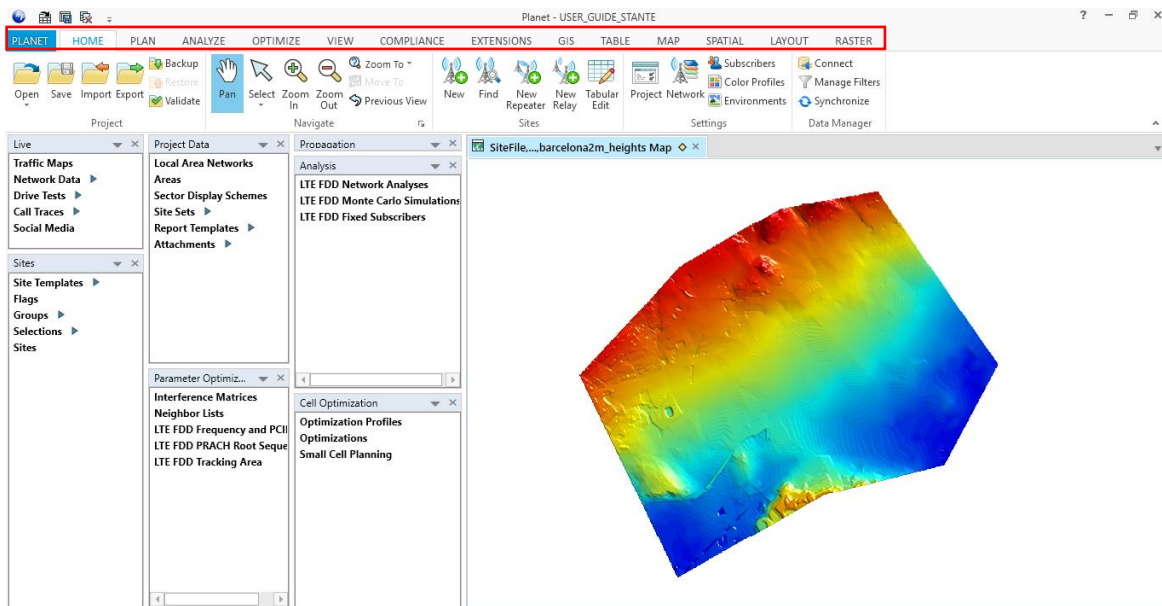 Planet - USER_GUIDE_STANTE
PLANET HOME PLAN ANALYZE OPTIMIZE VIEW COMPLIANCE EXTENSIONS GIS TABLE MAP SPATIAL LAYOUT RASTER
Open Save Import Export
Backup
Restore
Validate
Project
Pan Select Zoom In Zoom Out
Zoom To
Move To
Previous View
Navigate
New Find New Repeater New Relay Tabular Edit
Sites
Project Network
Subscribers
Color Profiles
Environments
Settings
Connect
Manage Filters
Synchronize
Data Manager
Live
Traffic Maps
Network Data
Drive Tests
Call Traces
Social Media
Sites
Site Templates
Flags
Groups
Selections
Sites
Project Data
Local Area Networks
Areas
Sector Display Schemes
Site Sets
Report Templates
Attachments
Parameter Optimiz...
Interference Matrices
Neighbor Lists
LTE FDD Frequency and PCI
LTE FDD PRACH Root Seque
LTE FDD Tracking Area
Propagation
Analysis
LTE FDD Network Analyses
LTE FDD Monte Carlo Simulations
LTE FDD Fixed Subscribers
Cell Optimization
Optimization Profiles
Optimizations
Small Cell Planning
SiteFile,...,barcelona2m_heights Map